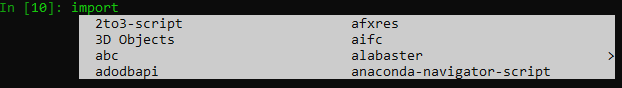 In [10]: import
2to3-script afxres
3D Objects aifc
abc alabaster >
adodbapi anaconda-navigator-script